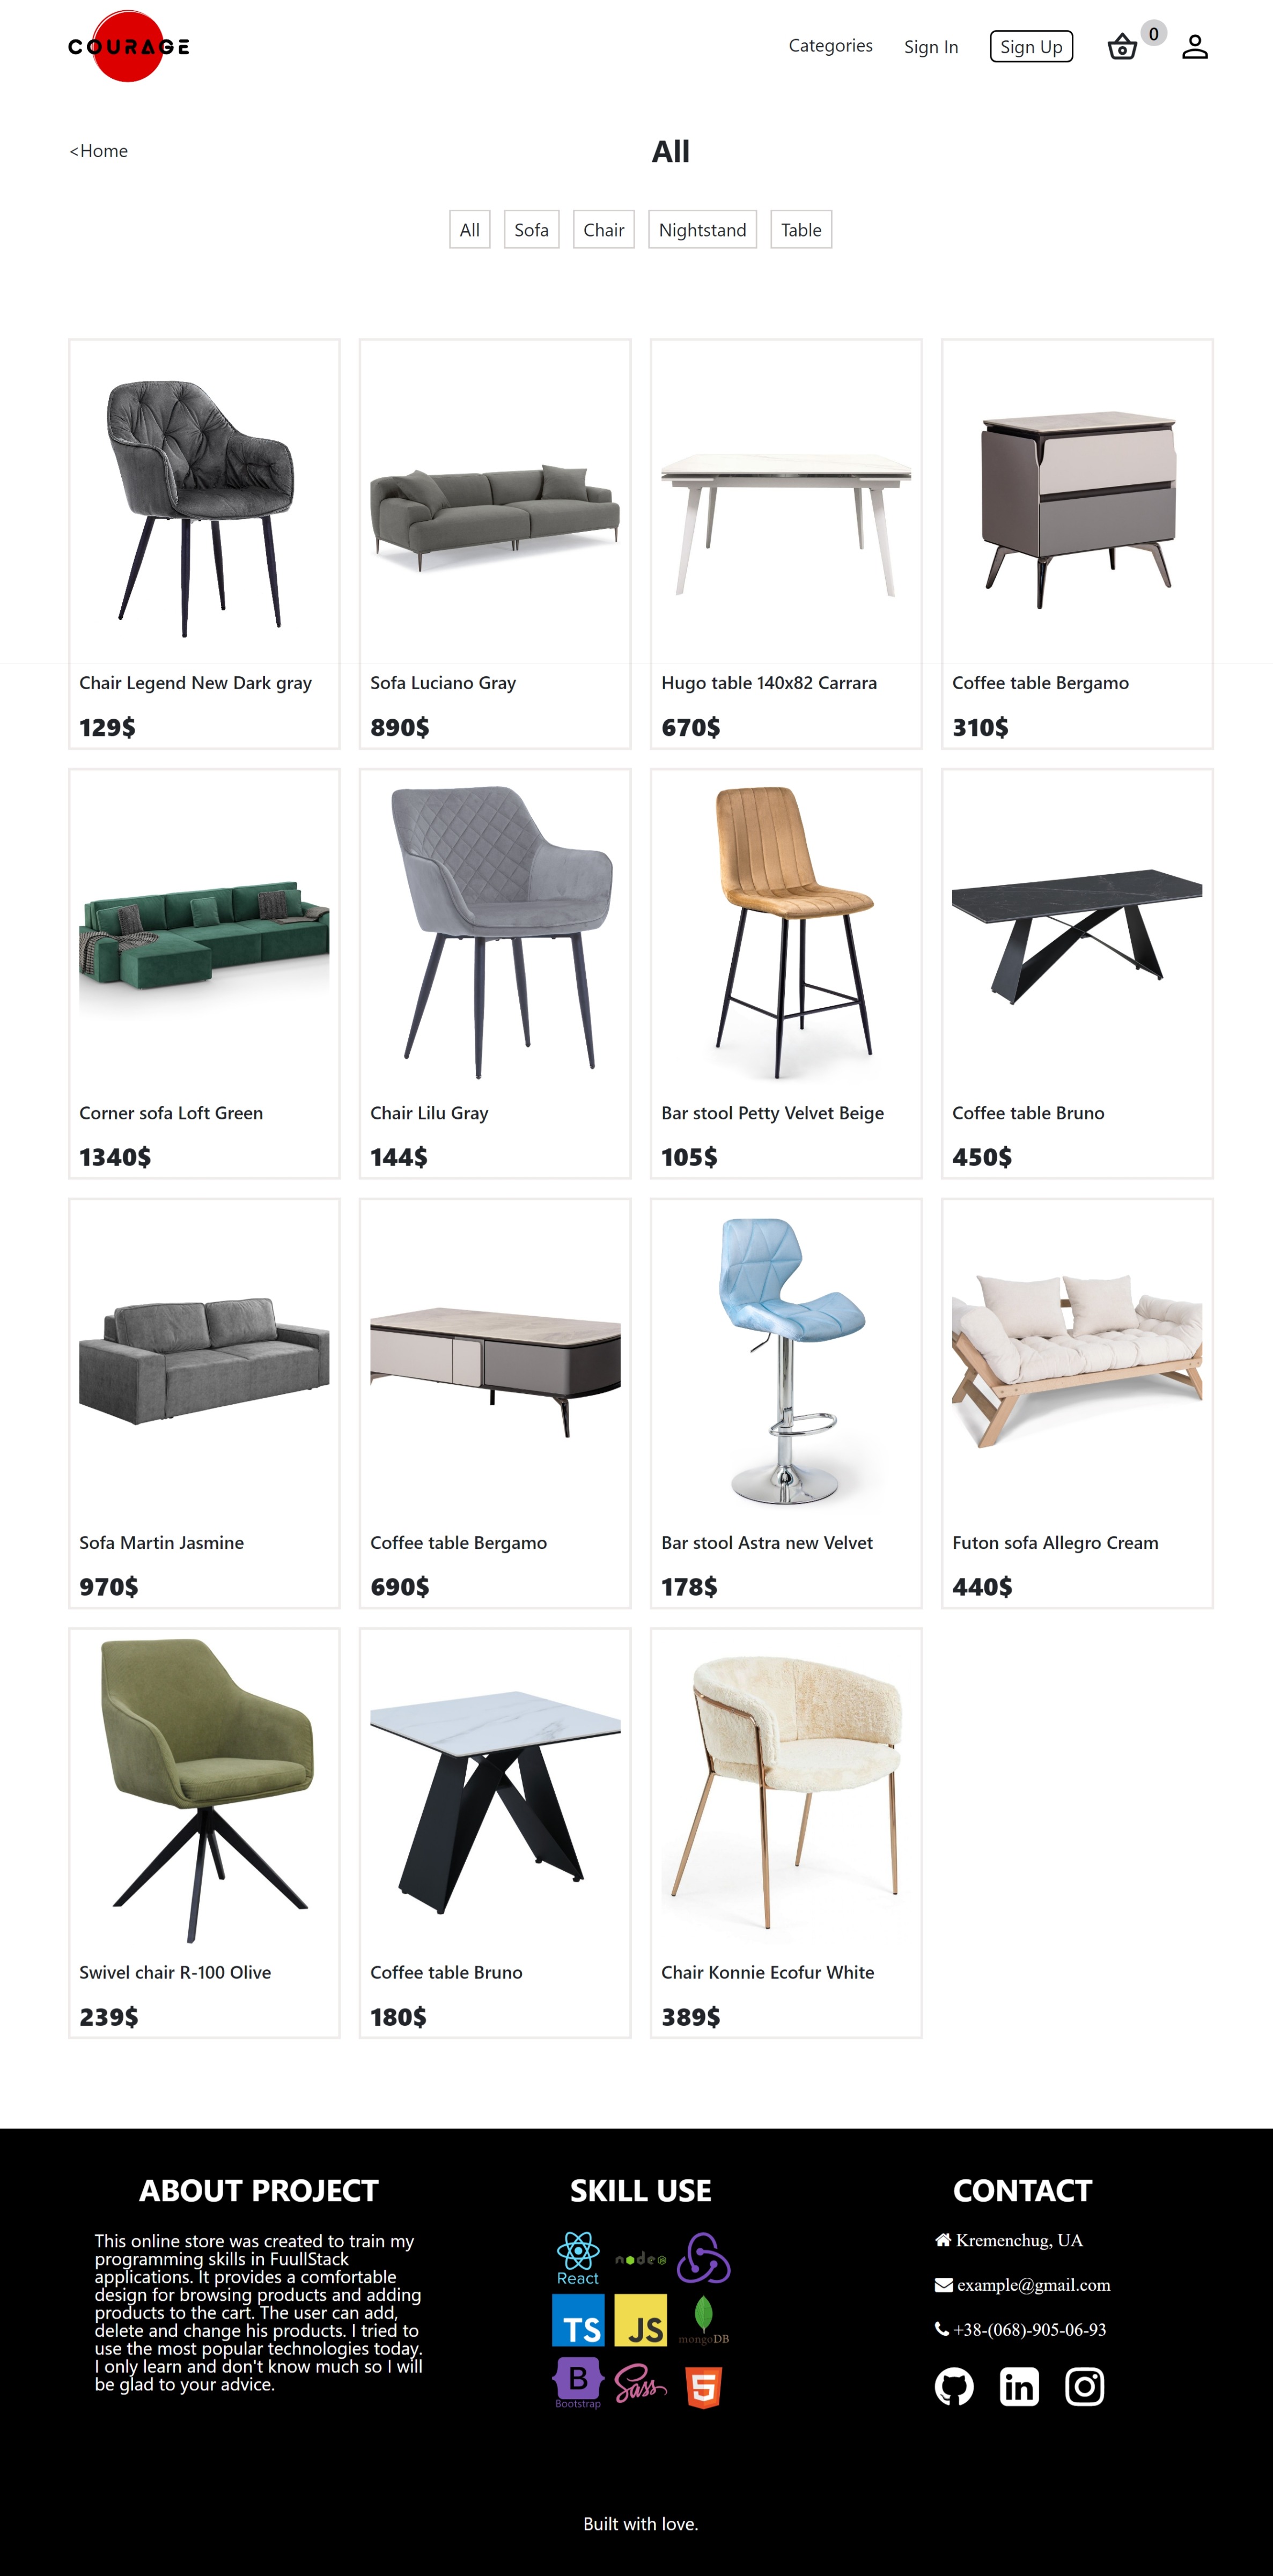 COURAGE
Categories
Sign In
Sign Up
0
<Home
All
All
Sofa
Chair
Nightstand
Table
Chair Legend New Dark gray
129$
Sofa Luciano Gray
890$
Hugo table 140x82 Carrara
670$
Coffee table Bergamo
310$
Corner sofa Loft Green
1340$
Chair Lilu Gray
144$
Bar stool Petty Velvet Beige
105$
Coffee table Bruno
450$
Sofa Martin Jasmine
970$
Coffee table Bergamo
690$
Bar stool Astra new Velvet
178$
Futon sofa Allegro Cream
440$
Swivel chair R-100 Olive
239$
Coffee table Bruno
180$
Chair Konnie Ecofur White
389$
ABOUT PROJECT
This online store was created to train my
programming skills in FuullStack
applications. It provides a comfortable
design for browsing products and adding
products to the cart. The user can add,
delete and change his products. I tried to
use the most popular technologies today.
I only learn and don't know much so I will
be glad to your advice.
SKILL USE
React
node
JS
TS
JS
mongoDB
B
Bootstrap
Sass
5
CONTACT
Kremenchug, UA
example@gmail.com
+38-(068)-905-06-93
in
Built with love.